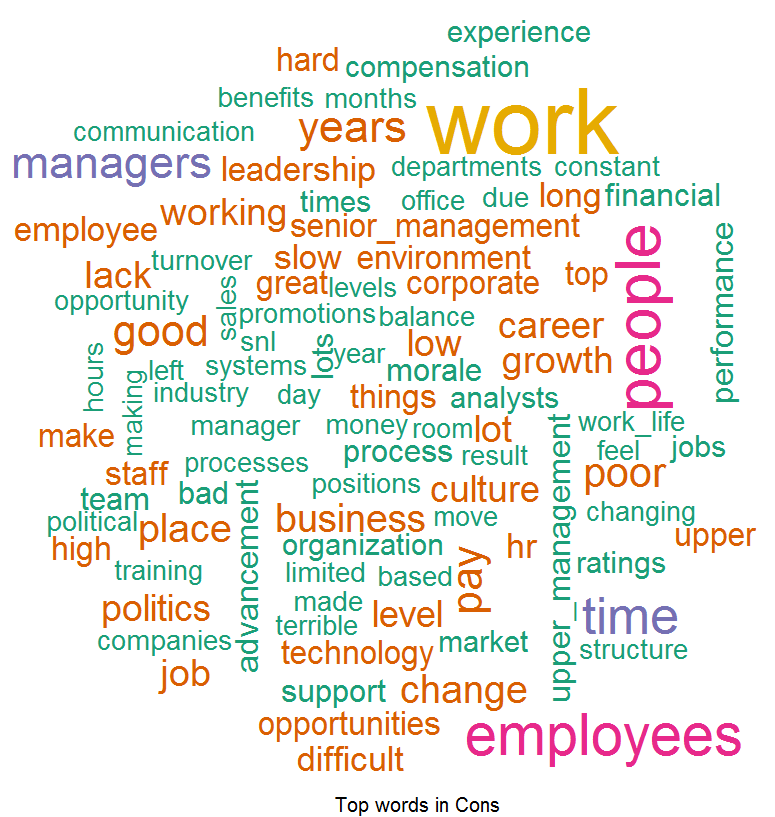 experience
hard compensation
benefits months work
communication years
managers leadership departments constant
working times office due long financial
employee senior_management people
turnover slow environment performance
lack great levels corporate top
opportunity sales promotions balance
good snl lots year low career
hours left systems morale growth
making industry day things analysts
make manager money room lot work_life
staff processes process result feel jobs
team bad positions culture poor
political place advancement business move upper_management changing
high organization hr upper
training limited based pay ratings
politics made level time
companies terrible market structure
job technology
support change
opportunities employees
difficult
Top words in Cons